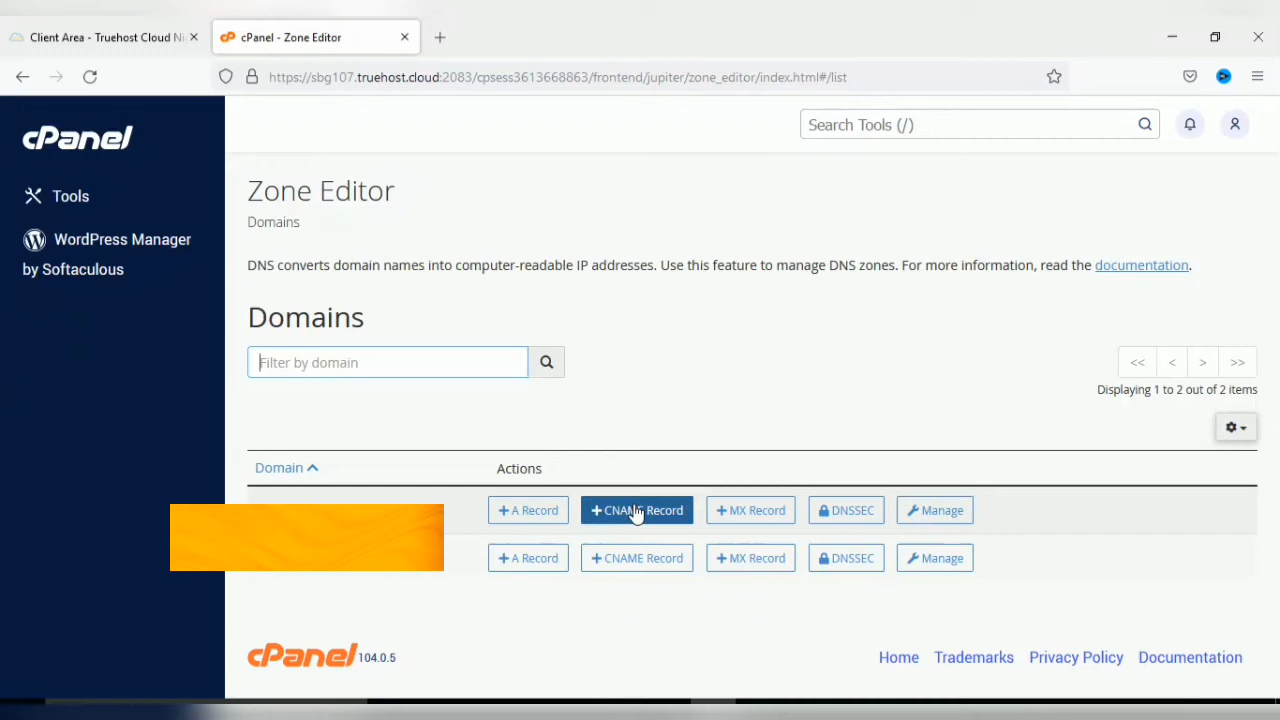 Client Area - Truehost Cloud Ni
cPanel - Zone Editor
https://sbg107.truehost.cloud:2083/cpsess3613668863/frontend/jupiter/zone_editor/index.html#/list
cPanel
Search Tools (/)
Tools
WordPress Manager
by Softaculous
Zone Editor
Domains
DNS converts domain names into computer-readable IP addresses. Use this feature to manage DNS zones. For more information, read the documentation.
Domains
Filter by domain
<< < > >>
Displaying 1 to 2 out of 2 items
Domain Actions
+ A Record + CNAME Record + MX Record DNSSEC Manage
+ A Record + CNAME Record + MX Record DNSSEC Manage
cPanel 104.0.5
Home Trademarks Privacy Policy Documentation